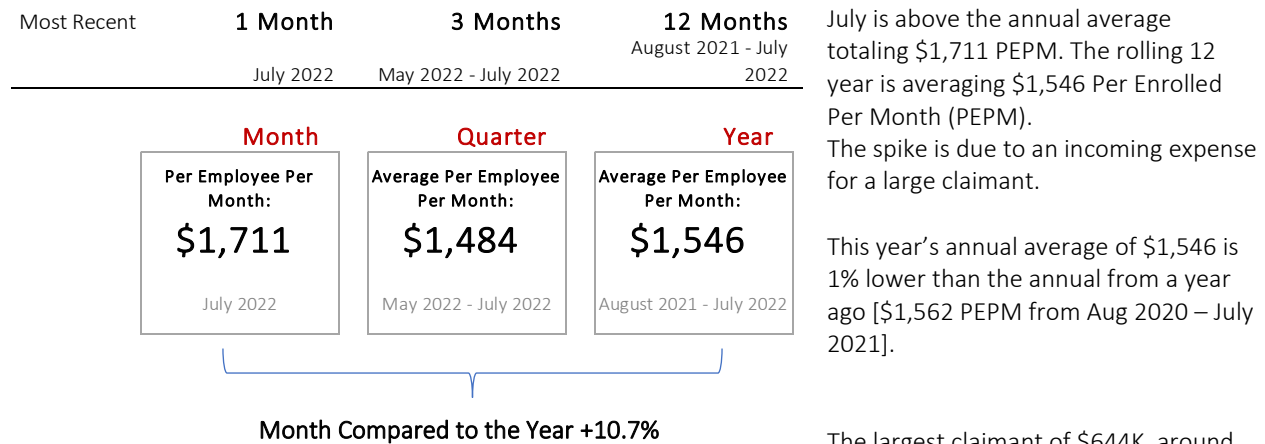 Most Recent 1 Month 3 Months 12 Months
July 2022 May 2022 - July 2022 August 2021 - July
2022
Month Quarter Year
Per Employee Per
Month:
$1,711
July 2022
Average Per Employee
Per Month:
$1,484
May 2022 - July 2022
Average Per Employee
Per Month:
$1,546
August 2021 - July 2022
Month Compared to the Year +10.7%
July is above the annual average
totaling $1,711 PEPM. The rolling 12
year is averaging $1,546 Per Enrolled
Per Month (PEPM).
The spike is due to an incoming expense
for a large claimant.
This year’s annual average of $1,546 is
1% lower than the annual from a year
ago [$1,562 PEPM from Aug 2020 – July
2021].
The largest claimant of $644K, around